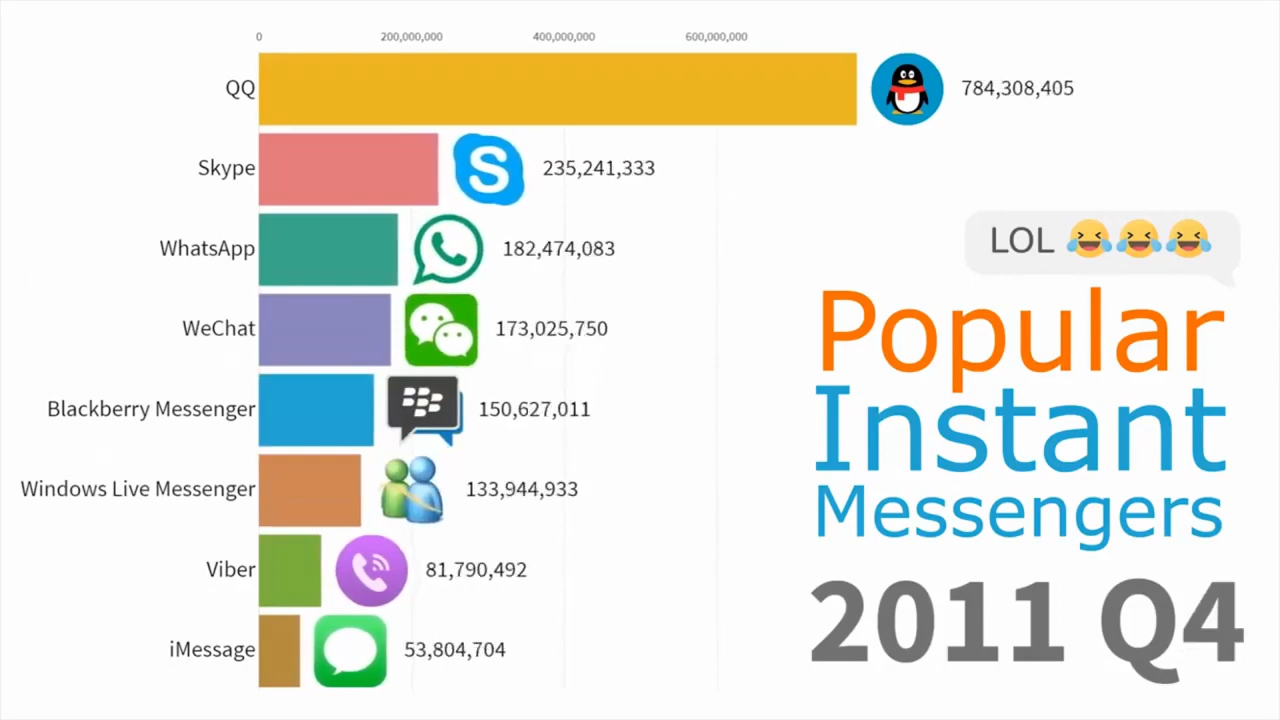 0 200,000,000 400,000,000 600,000,000
QQ 784,308,405
Skype S 235,241,333
WhatsApp 182,474,083
LOL 😂😂😂
WeChat 173,025,750
Popular
Blackberry Messenger 150,627,011
Instant
Windows Live Messenger 133,944,933
Messengers
Viber 81,790,492
2011 Q4
iMessage 53,804,704